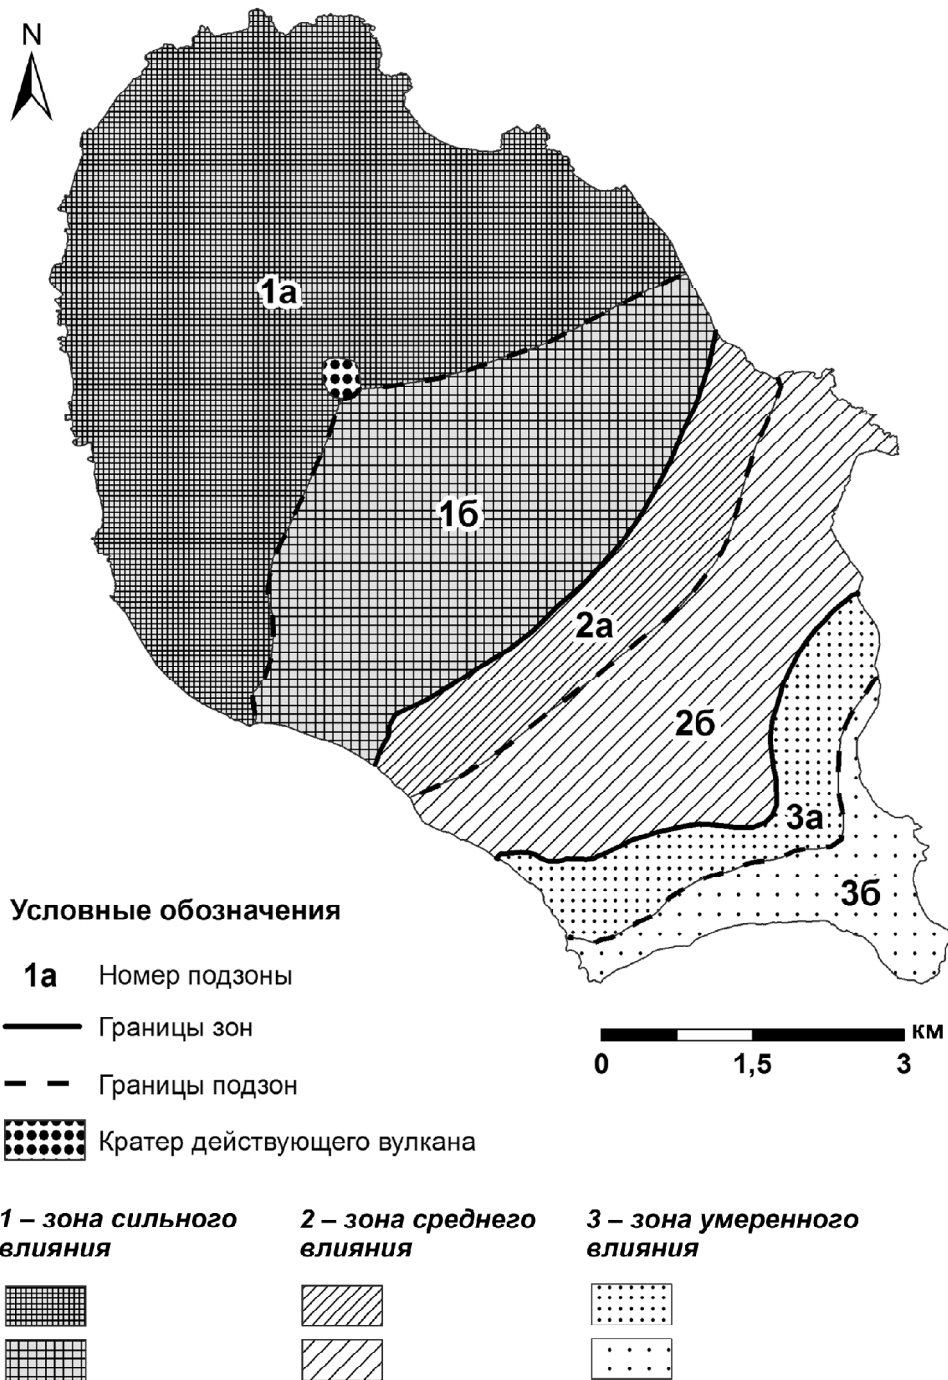 N
1а
1б
2а
2б
3а
3б
Условные обозначения
1а Номер подзоны
Границы зон
Границы подзон
Кратер действующего вулкана
км
0 1,5 3
1 – зона сильного влияния
2 – зона среднего влияния
3 – зона умеренного влияния